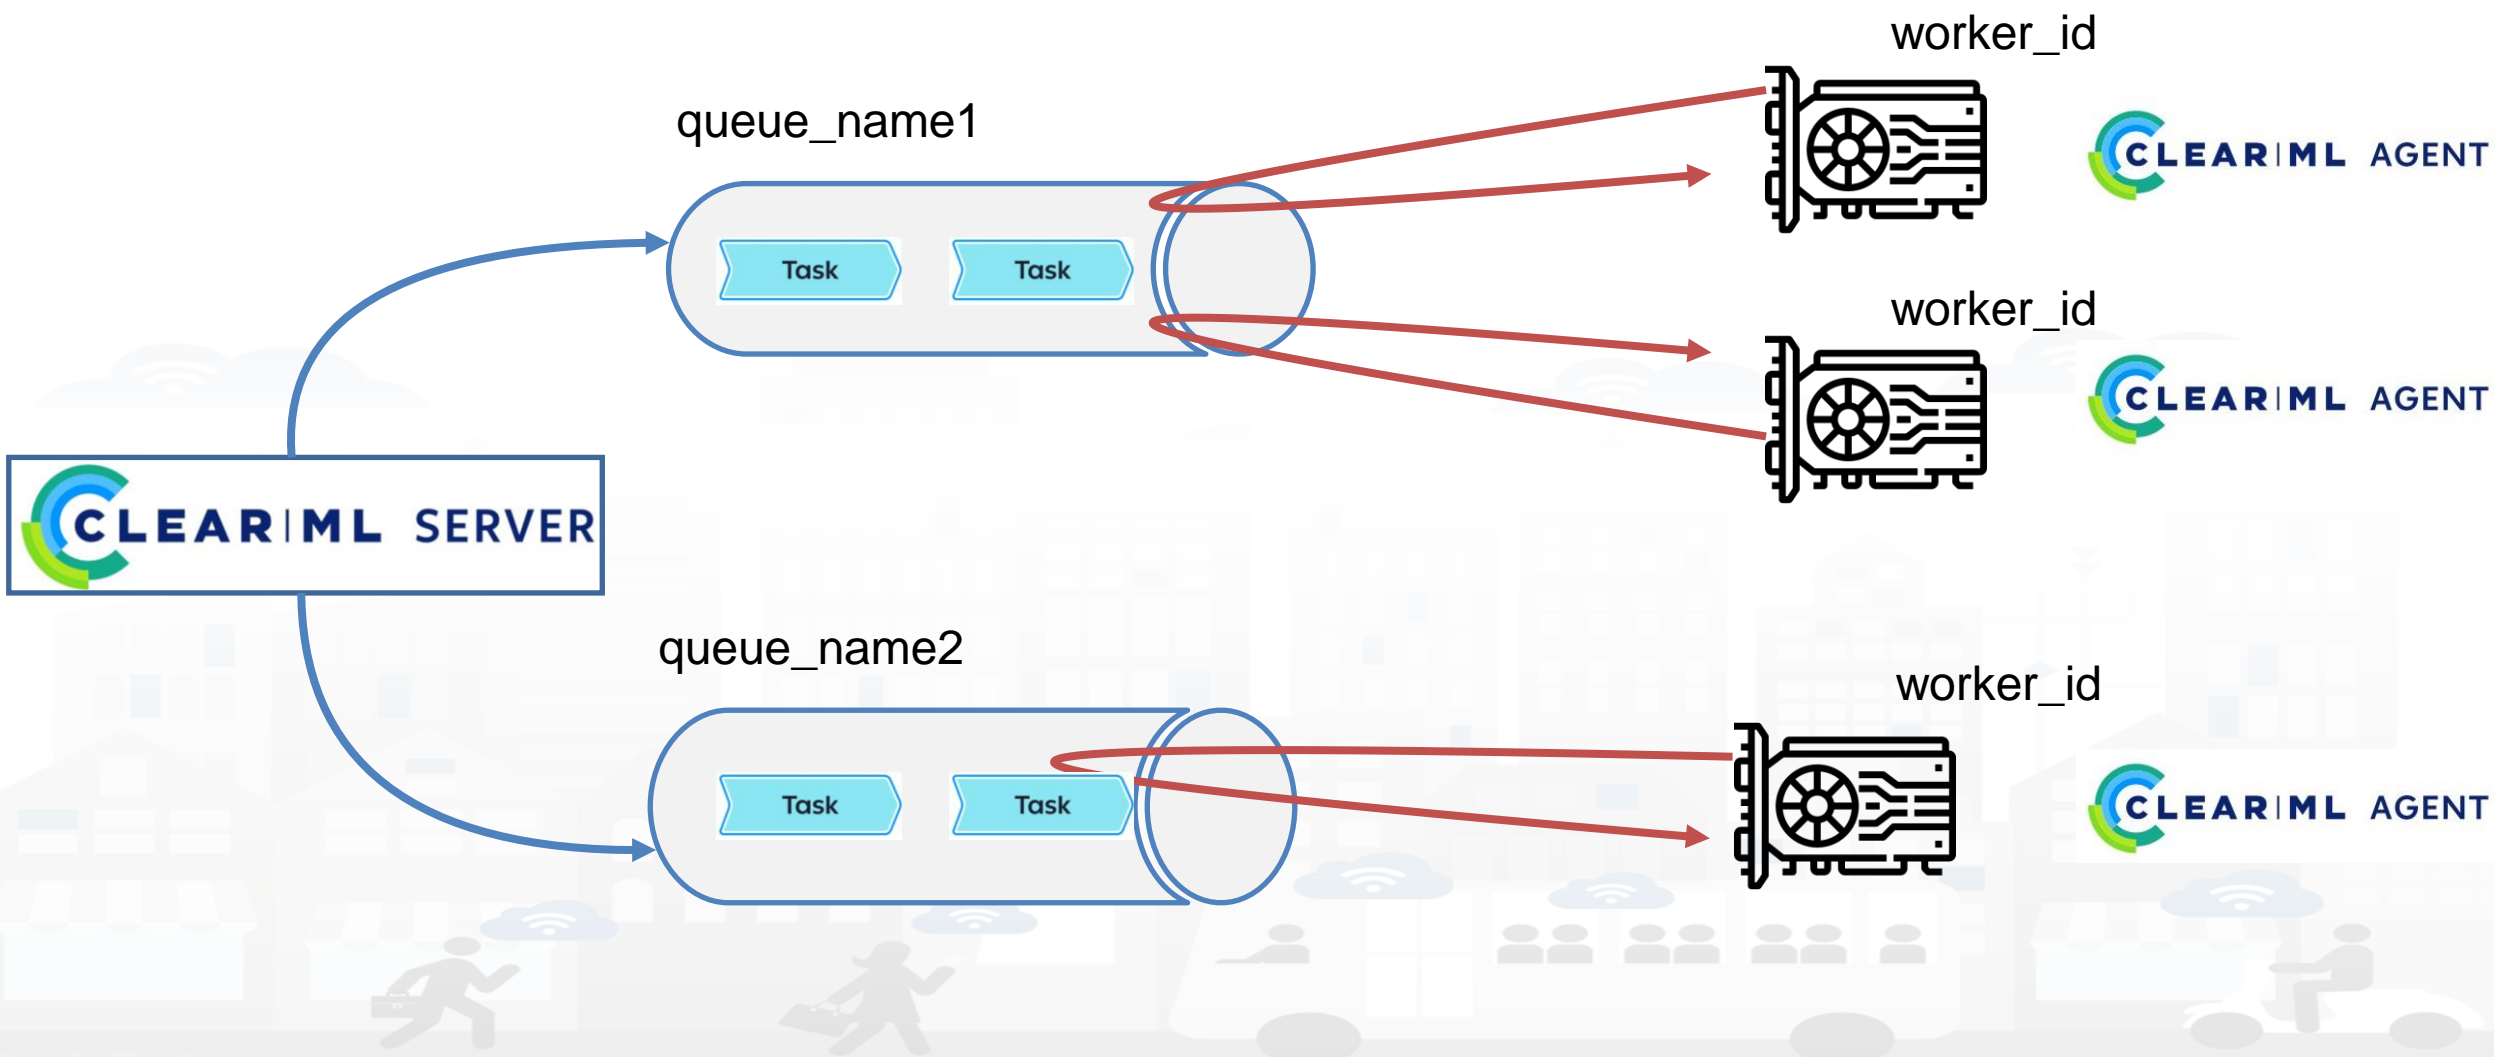 worker_id
queue_name1
CLEAR|ML AGENT
Task Task
worker_id
CLEAR|ML AGENT
CLEAR|ML SERVER
queue_name2
worker_id
Task Task
CLEAR|ML AGENT